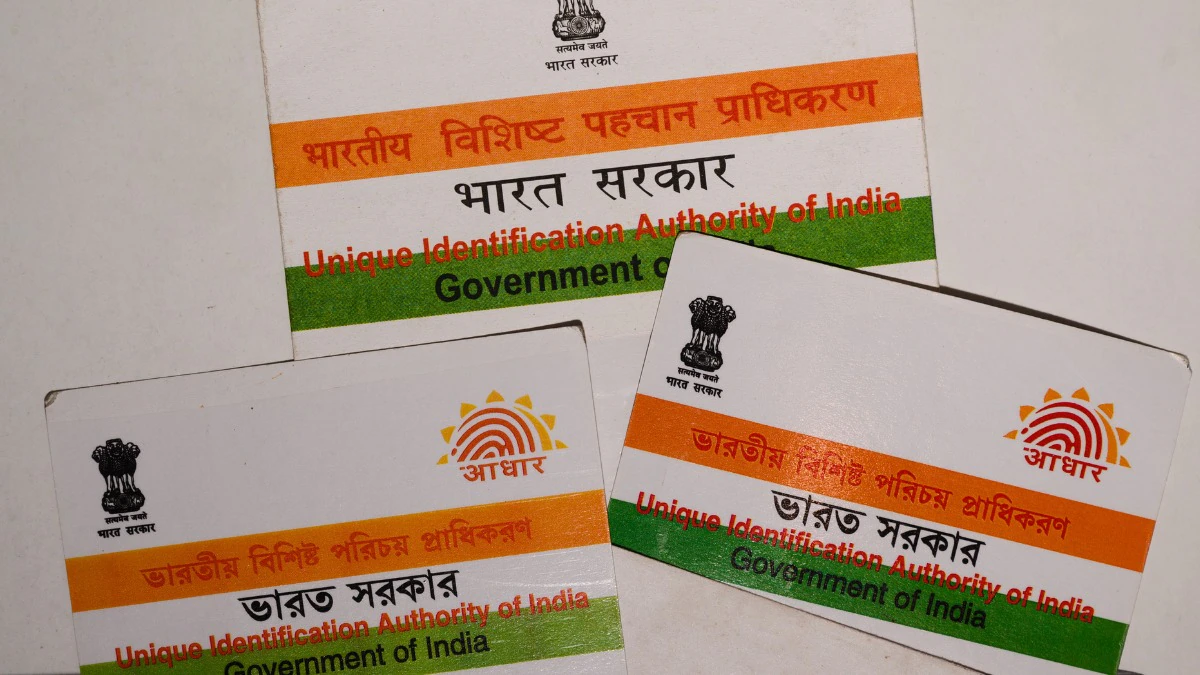 सत्यमेव जयते
भारत सरकार
भारतीय विशिष्ट पहचान प्राधिकरण
भारत सरकार
Unique Identification Authority of India
Government
सत्यमेव जयते
भारत सरकार
आधार
ভারতীয় বিশিষ্ট পরিচয় প্রাধিকরণ
ভারত সরকার
Unique Identification Authority of India
Government of India
सत्यमेव जयते
भारत सरकार
आधार
ভারতীয় বিশিষ্ট পরিচয় প্রাধিকরণ
ভারত সরকার
Unique Identification Authority of India
Government of India